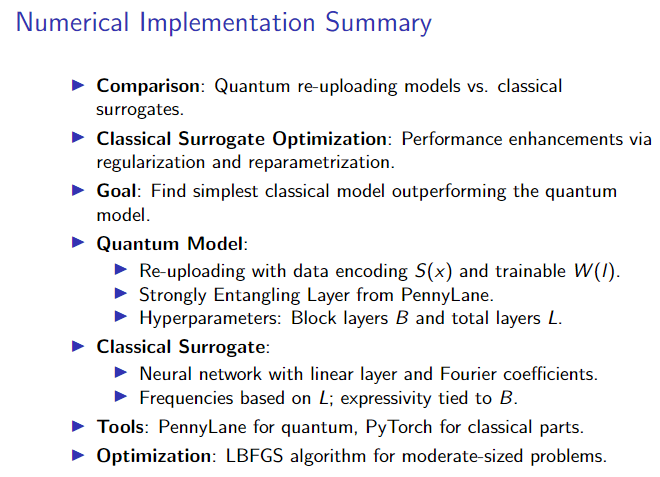 Numerical Implementation Summary
▶ Comparison: Quantum re-uploading models vs. classical
surrogates.
▶ Classical Surrogate Optimization: Performance enhancements via
regularization and reparametrization.
▶ Goal: Find simplest classical model outperforming the quantum
model.
▶ Quantum Model:
▶ Re-uploading with data encoding S(x) and trainable W(l).
▶ Strongly Entangling Layer from PennyLane.
▶ Hyperparameters: Block layers B and total layers L.
▶ Classical Surrogate:
▶ Neural network with linear layer and Fourier coefficients.
▶ Frequencies based on L; expressivity tied to B.
▶ Tools: PennyLane for quantum, PyTorch for classical parts.
▶ Optimization: LBFGS algorithm for moderate-sized problems.